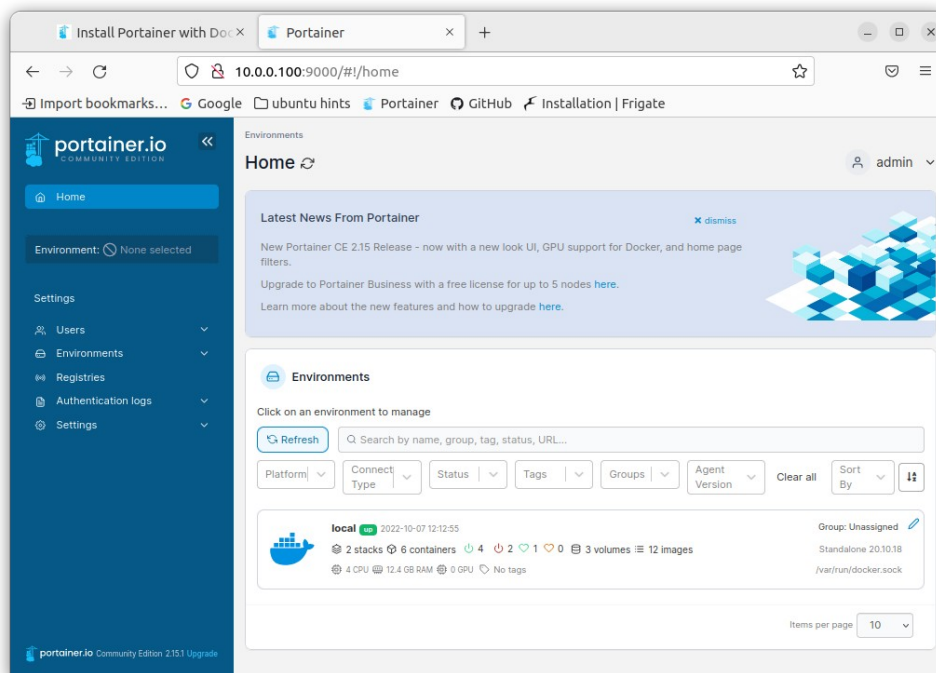 Install Portainer with Doc
Portainer
10.0.0.100:9000/#!/home
Import bookmarks... Google ubuntu hints Portainer GitHub Installation | Frigate
portainer.io
COMMUNITY EDITION
Home
Environment: None selected
Settings
Users
Environments
Registries
Authentication logs
Settings
portainer.io Community Edition 2.15.1 Upgrade
Environments
Home
admin
Latest News From Portainer
dismiss
New Portainer CE 2.15 Release - now with a new look UI, GPU support for Docker, and home page
filters.
Upgrade to Portainer Business with a free license for up to 5 nodes here.
Learn more about the new features and how to upgrade here.
Environments
Click on an environment to manage
Refresh
Search by name, group, tag, status, URL...
Platform
Connect
Type
Status
Tags
Groups
Agent
Version
Clear all
Sort
By
local up 2022-10-07 12:12:55
Group: Unassigned
2 stacks 6 containers 4 2 1 0 3 volumes 12 images
Standalone 20.10.18
4 CPU 12.4 GB RAM 0 GPU No tags
/var/run/docker.sock
Items per page 10